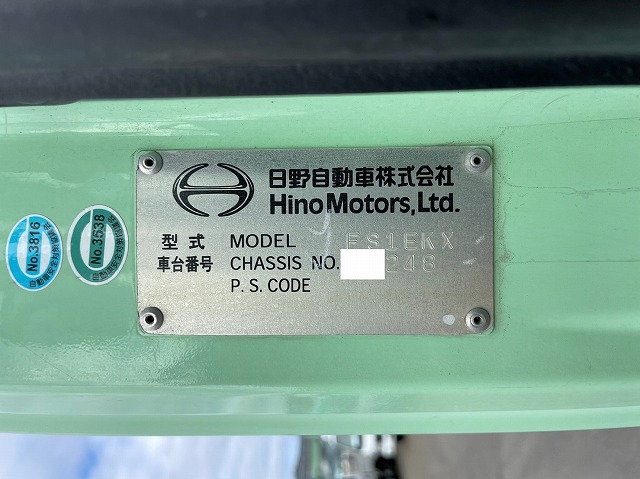 日野自動車株式会社
Hino Motors, Ltd.
型式 MODEL FS1EKX
車台番号 CHASSIS NO. 248
P. S. CODE
No.3816
No.3538